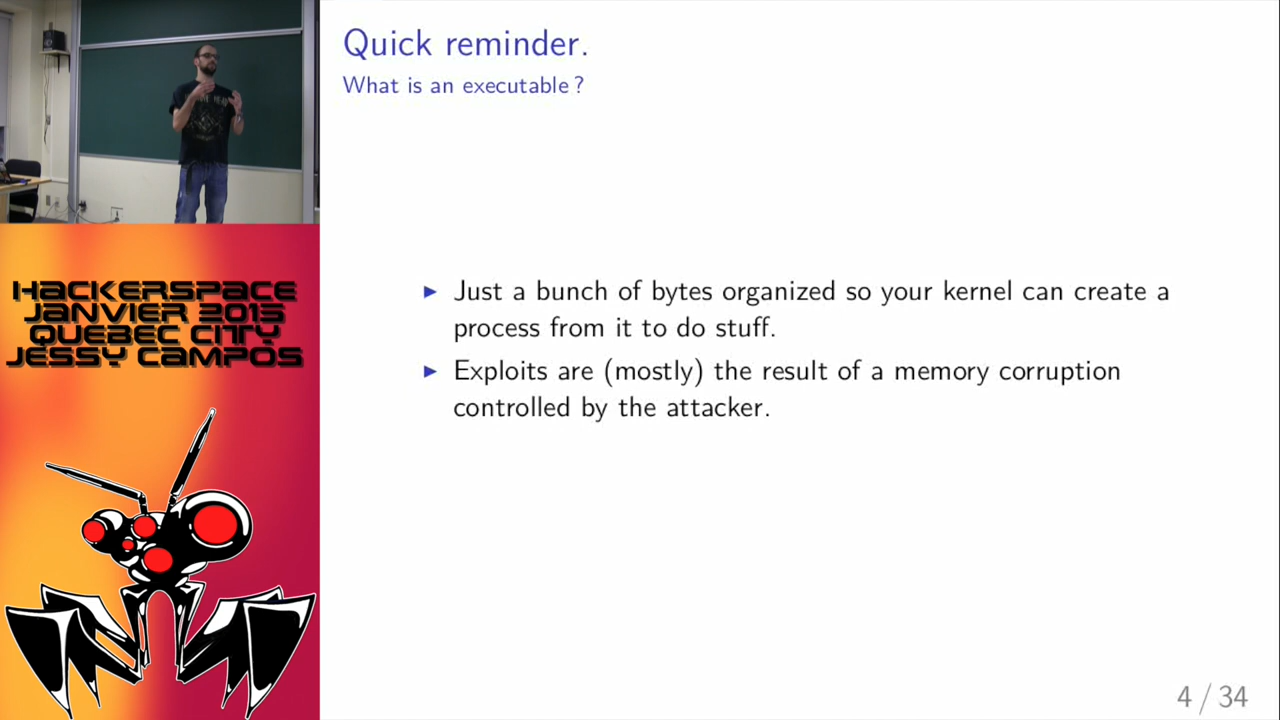 Quick reminder.
What is an executable ?
▶ Just a bunch of bytes organized so your kernel can create a
process from it to do stuff.
▶ Exploits are (mostly) the result of a memory corruption
controlled by the attacker.
4 / 34
HACKERSPACE
JANVIER 2015
QUEBEC CITY
JESSY CAMPOS